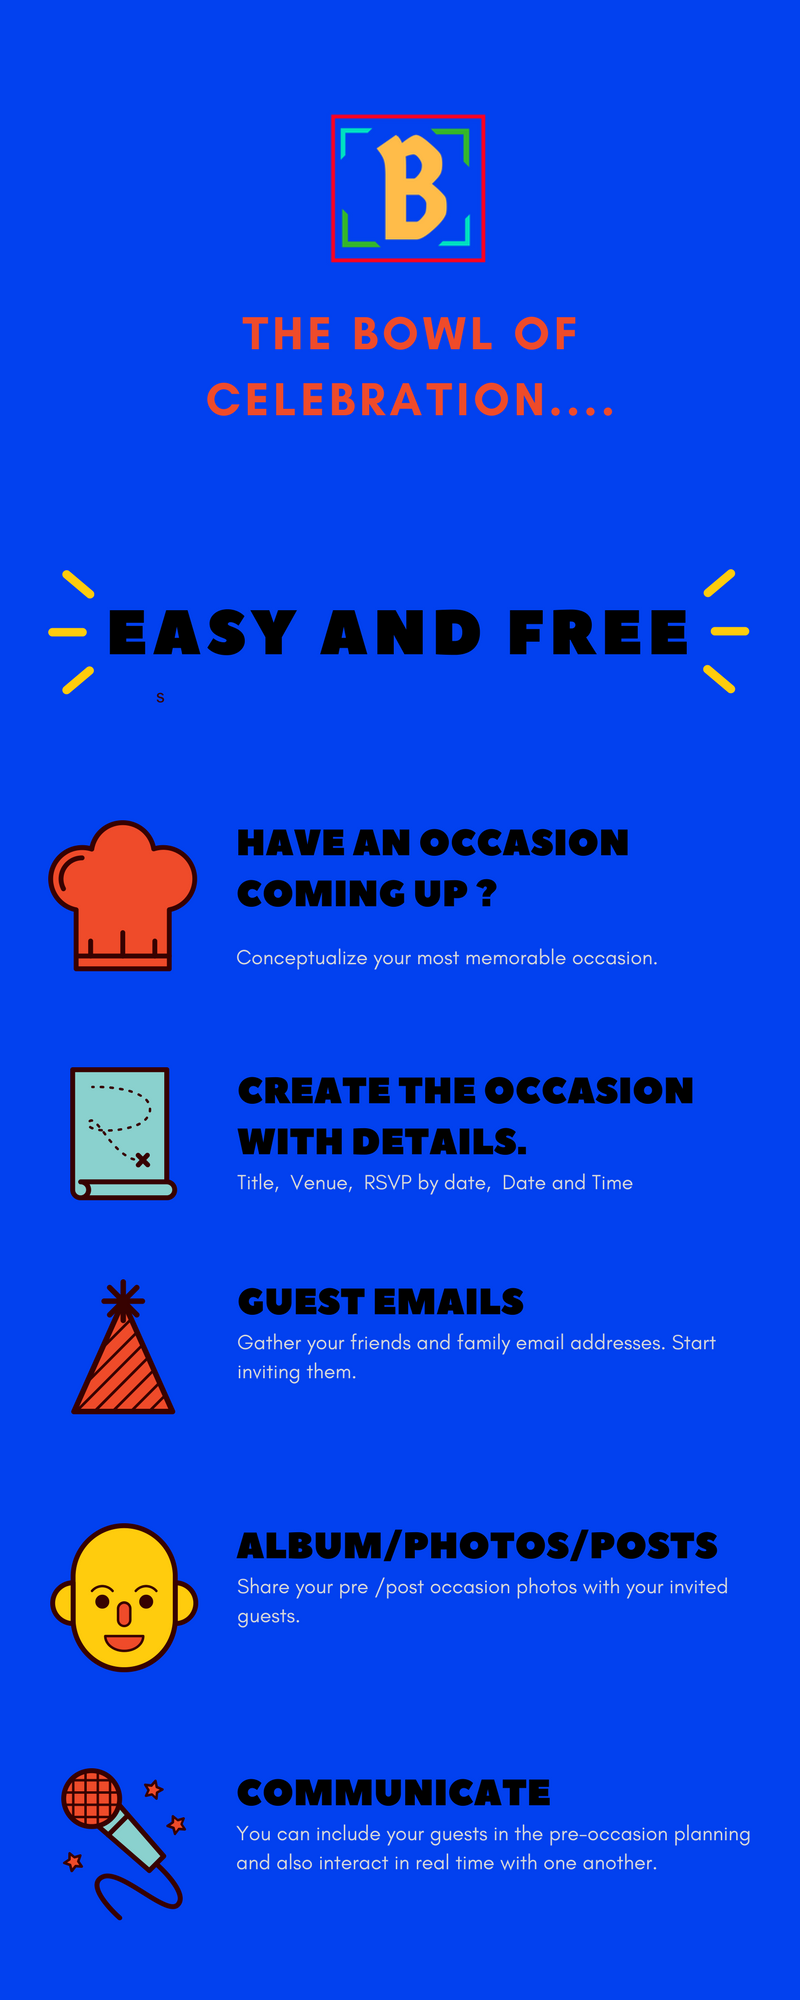 B
THE BOWL OF
CELEBRATION....
EASY AND FREE
s
HAVE AN OCCASION
COMING UP ?
Conceptualize your most memorable occasion.
CREATE THE OCCASION
WITH DETAILS.
Title, Venue, RSVP by date, Date and Time
GUEST EMAILS
Gather your friends and family email addresses. Start
inviting them.
ALBUM/PHOTOS/POSTS
Share your pre /post occasion photos with your invited
guests.
COMMUNICATE
You can include your guests in the pre-occasion planning
and also interact in real time with one another.